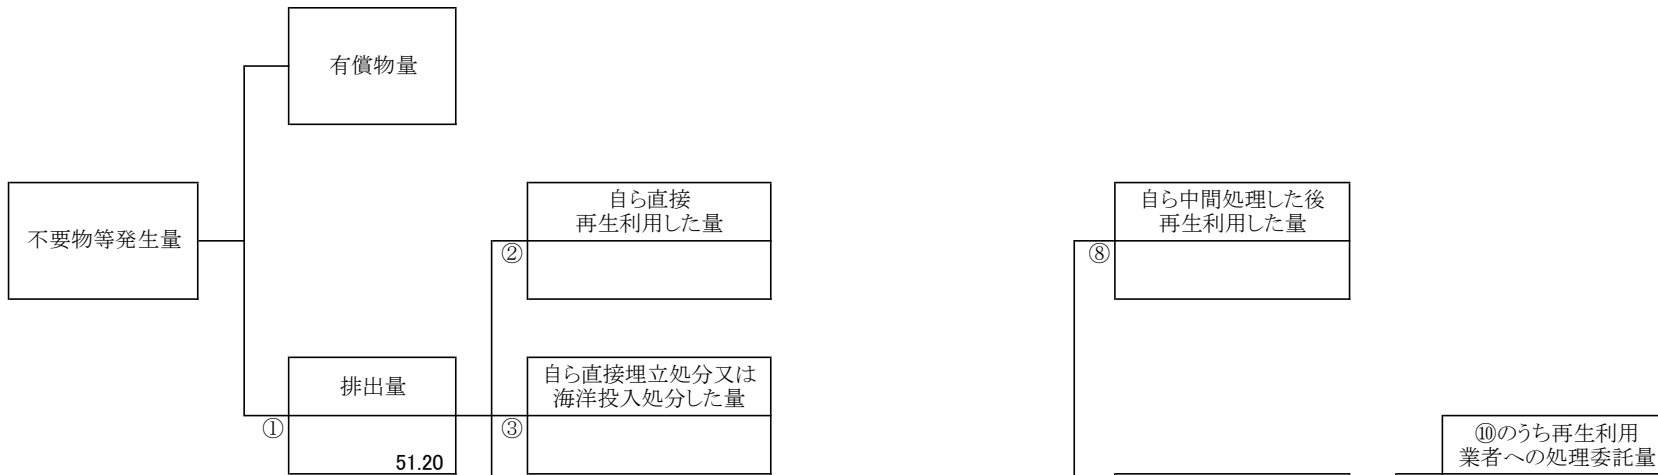 有償物量
不要物等発生量
自ら直接
再生利用した量
②
自ら中間処理した後
再生利用した量
⑧
排出量
①
51.20
自ら直接埋立処分又は
海洋投入処分した量
③
⑩のうち再生利用
業者への処理委託量